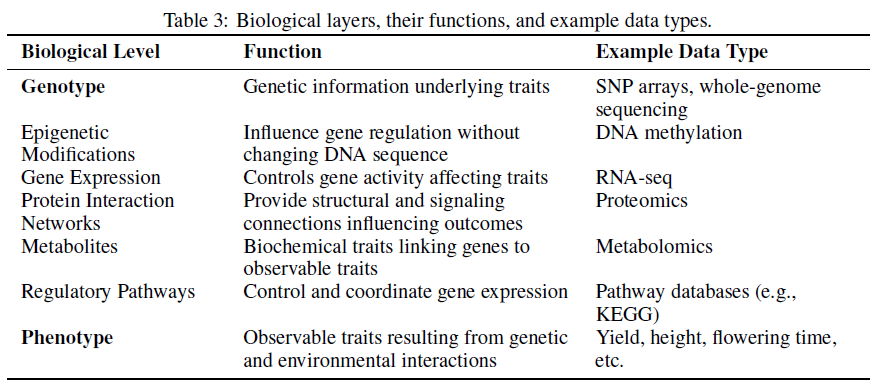 Table 3: Biological layers, their functions, and example data types.
Biological Level Function Example Data Type
Genotype Genetic information underlying traits SNP arrays, whole-genome
sequencing
Epigenetic Influence gene regulation without DNA methylation
Modifications changing DNA sequence
Gene Expression Controls gene activity affecting traits RNA-seq
Protein Interaction Provide structural and signaling Proteomics
Networks connections influencing outcomes
Metabolites Biochemical traits linking genes to Metabolomics
observable traits
Regulatory Pathways Control and coordinate gene expression Pathway databases (e.g.,
KEGG)
Phenotype Observable traits resulting from genetic Yield, height, flowering time,
and environmental interactions etc.